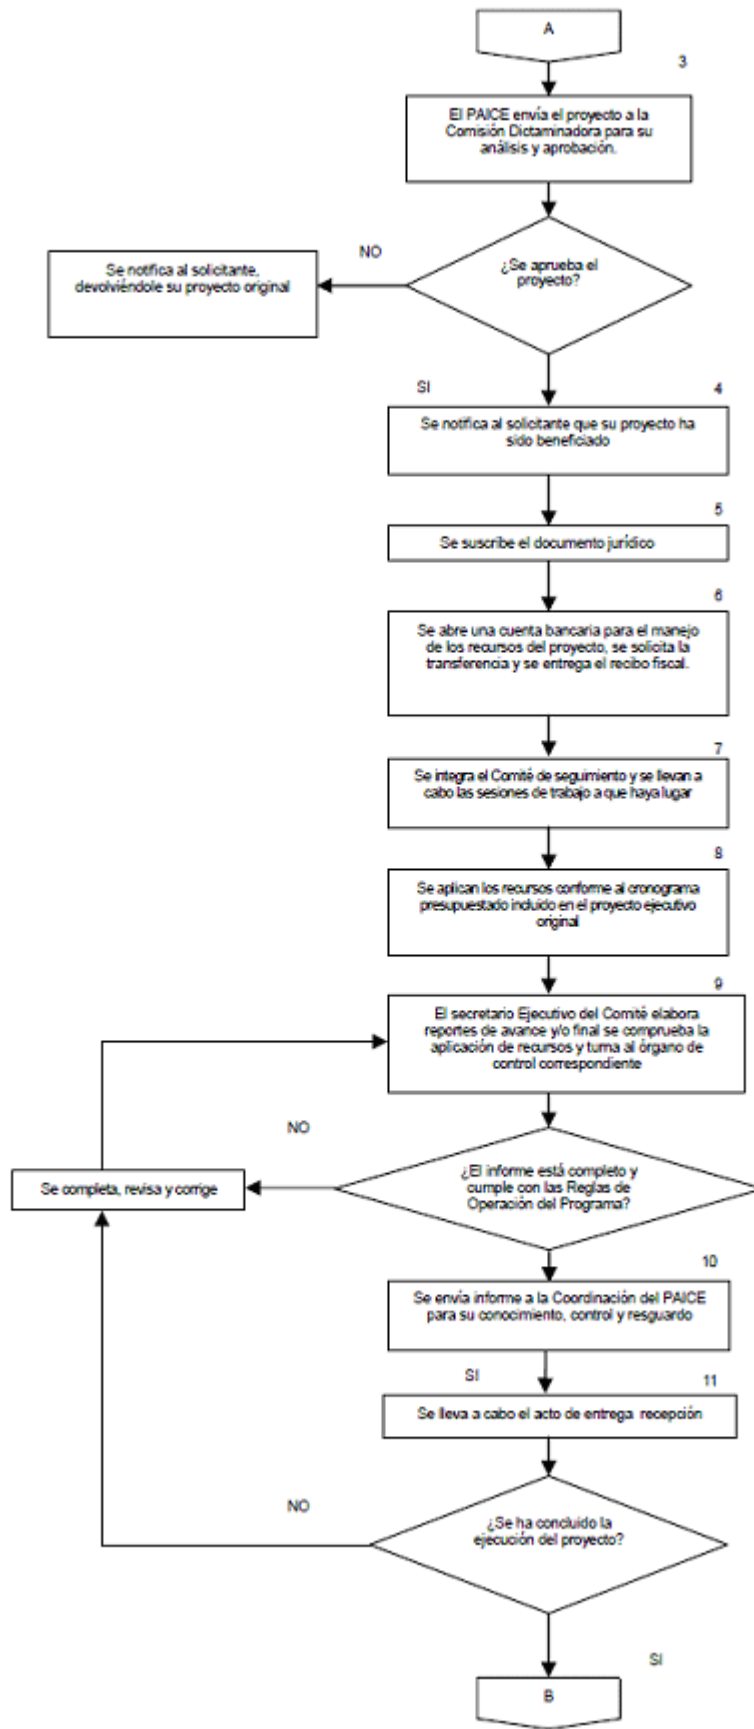 A
3
El PAICE envía el proyecto a la
Comisión Dictaminadora para su
análisis y aprobación.
NO
¿Se aprueba el
proyecto?
Se notifica al solicitante,
devolviéndole su proyecto original
SI
4
Se notifica al solicitante que su proyecto ha
sido beneficiado
5
Se suscribe el documento jurídico
6
Se abre una cuenta bancaria para el manejo
de los recursos del proyecto, se solicita la
transferencia y se entrega el recibo fiscal.
7
Se integra el Comité de seguimiento y se llevan a
cabo las sesiones de trabajo a que haya lugar
8
Se aplican los recursos conforme al cronograma
presupuestado incluido en el proyecto ejecutivo
original
9
El secretario Ejecutivo del Comité elabora
reportes de avance y/o final se comprueba la
aplicación de recursos y turna al órgano de
control correspondiente
NO
¿El informe está completo y
cumple con las Reglas de
Operación del Programa?
Se completa, revisa y corrige
10
Se envía informe a la Coordinación del PAICE
para su conocimiento, control y resguardo
SI
11
Se lleva a cabo el acto de entrega recepción
NO
¿Se ha concluido la
ejecución del proyecto?
SI
B